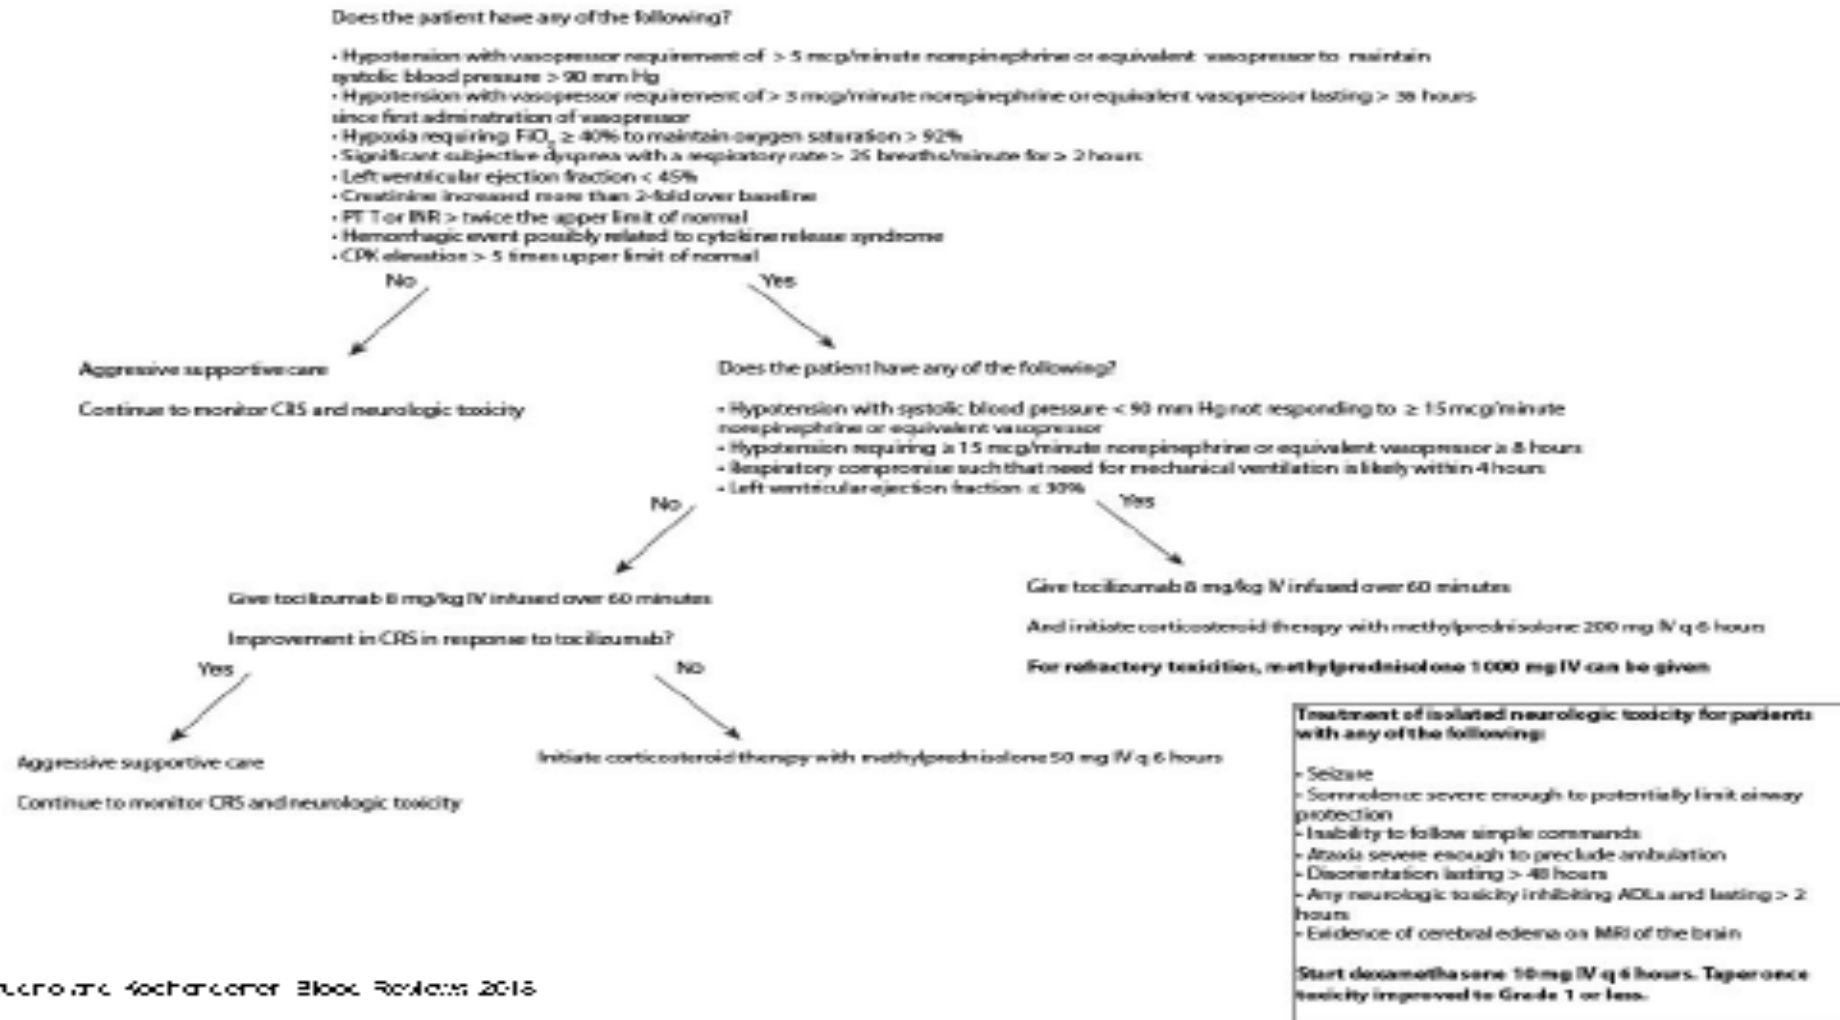 Does the patient have any of the following?
• Hypotension with vasopressor requirement of > 5 mcg/minute norepinephrine or equivalent vasopressor to maintain
systolic blood pressure > 90 mm Hg
• Hypotension with vasopressor requirement of > 3 mcg/minute norepinephrine or equivalent vasopressor lasting > 36 hours
since first adminstration of vasopressor
• Hypoxia requiring FiO2 ≥ 40% to maintain oxygen saturation > 92%
• Significant subjective dyspnea with a respiratory rate > 25 breaths/minute for > 2 hours
• Left ventricular ejection fraction < 45%
• Creatinine increased more than 2-fold over baseline
• PTT or INR > twice the upper limit of normal
• Hemorrhagic event possibly related to cytokine release syndrome
• CPK elevation > 5 times upper limit of normal
No
Yes
Aggressive supportive care
Continue to monitor CRS and neurologic toxicity
Does the patient have any of the following?
• Hypotension with systolic blood pressure < 90 mm Hg not responding to ≥ 15 mcg/minute
norepinephrine or equivalent vasopressor
• Hypotension requiring ≥ 15 mcg/minute norepinephrine or equivalent vasopressor ≥ 8 hours
• Respiratory compromise such that need for mechanical ventilation is likely within 4 hours
• Left ventricular ejection fraction ≤ 30%
No
Yes
Give tocilizumab 8 mg/kg IV infused over 60 minutes
Improvement in CRS in response to tocilizumab?
Yes
No
Give tocilizumab 8 mg/kg IV infused over 60 minutes
And initiate corticosteroid therapy with methylprednisolone 200 mg IV q 6 hours
For refractory toxicities, methylprednisolone 1000 mg IV can be given
Aggressive supportive care
Continue to monitor CRS and neurologic toxicity
Initiate corticosteroid therapy with methylprednisolone 50 mg IV q 6 hours
Treatment of isolated neurologic toxicity for patients
with any of the following:
• Seizure
• Somnolence severe enough to potentially limit airway
protection
• Inability to follow simple commands
• Ataxia severe enough to preclude ambulation
• Disorientation lasting > 48 hours
• Any neurologic toxicity inhibiting ADLs and lasting > 2
hours
• Evidence of cerebral edema on MRI of the brain
Start dexamethasone 10 mg IV q 6 hours. Taper once
toxicity improved to Grade 1 or less.
Kochenderfer Blood Reviews